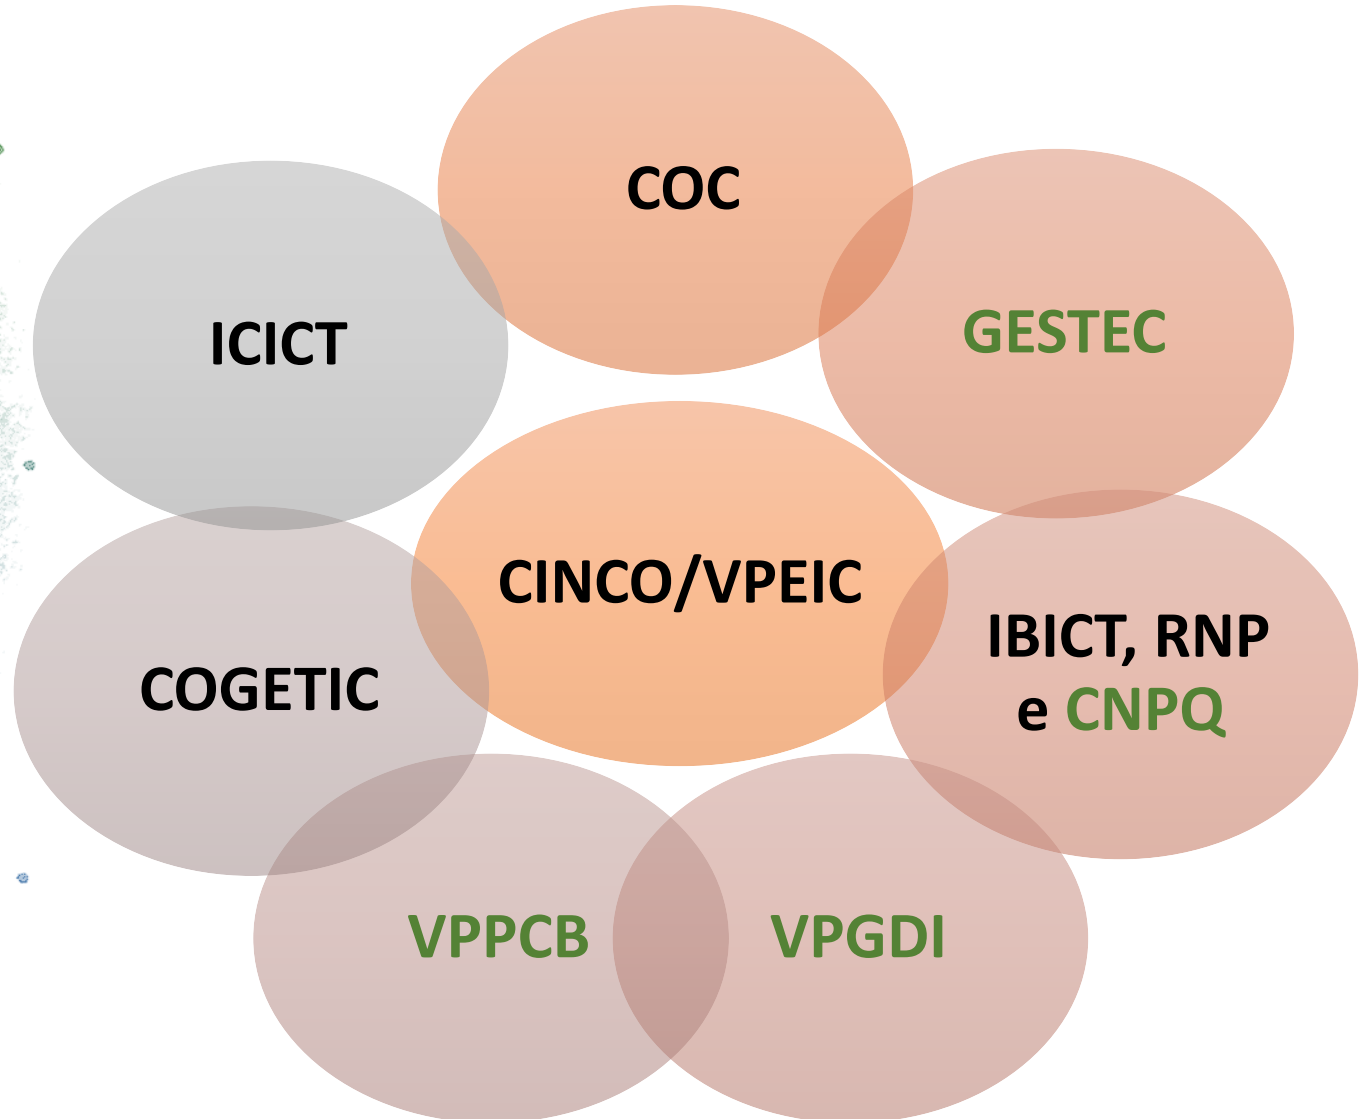 COC
ICICT
GESTEC
CINCO/VPEIC
IBICT, RNP
e CNPQ
COGETIC
VPPCB
VPGDI